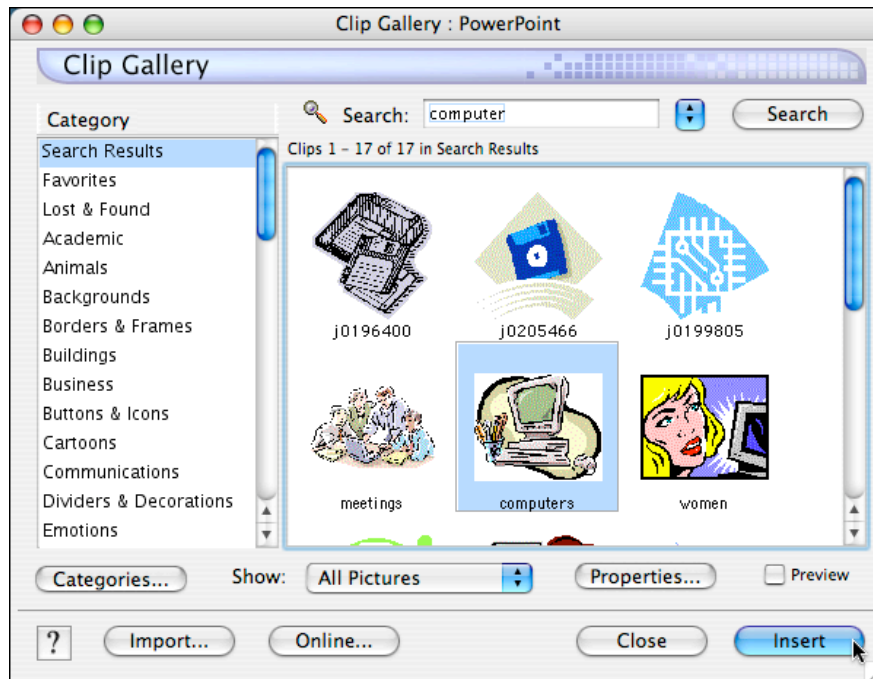 Clip Gallery : PowerPoint
Clip Gallery
Category
Search: computer Search
Clips 1 - 17 of 17 in Search Results
Search Results
Favorites
Lost & Found
Academic
Animals
Backgrounds
Borders & Frames
Buildings
Business
Buttons & Icons
Cartoons
Communications
Dividers & Decorations
Emotions
j0196400 j0205466 j0199805
meetings computers women
Categories... Show: All Pictures Properties... Preview
? Import... Online... Close Insert